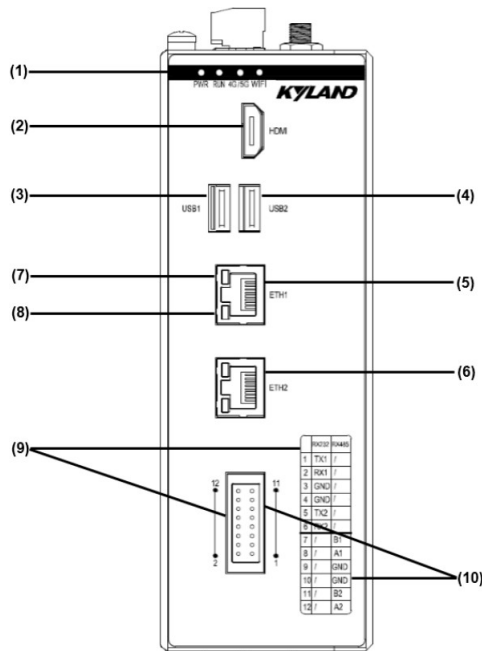 (1)
PWR RUN 4G/5G WIFI
KYLAND
(2)
HDMI
(3)
(4)
USB1
USB2
(7)
(5)
ETH1
(8)
(6)
ETH2
(9)
RX232 RX485
1 TX1 /
2 RX1 /
3 GND /
4 GND /
5 TX2 /
6 RX2 /
7 / B1
8 / A1
9 / GND
10 / GND
11 / B2
12 / A2
12 11
2 1
(10)